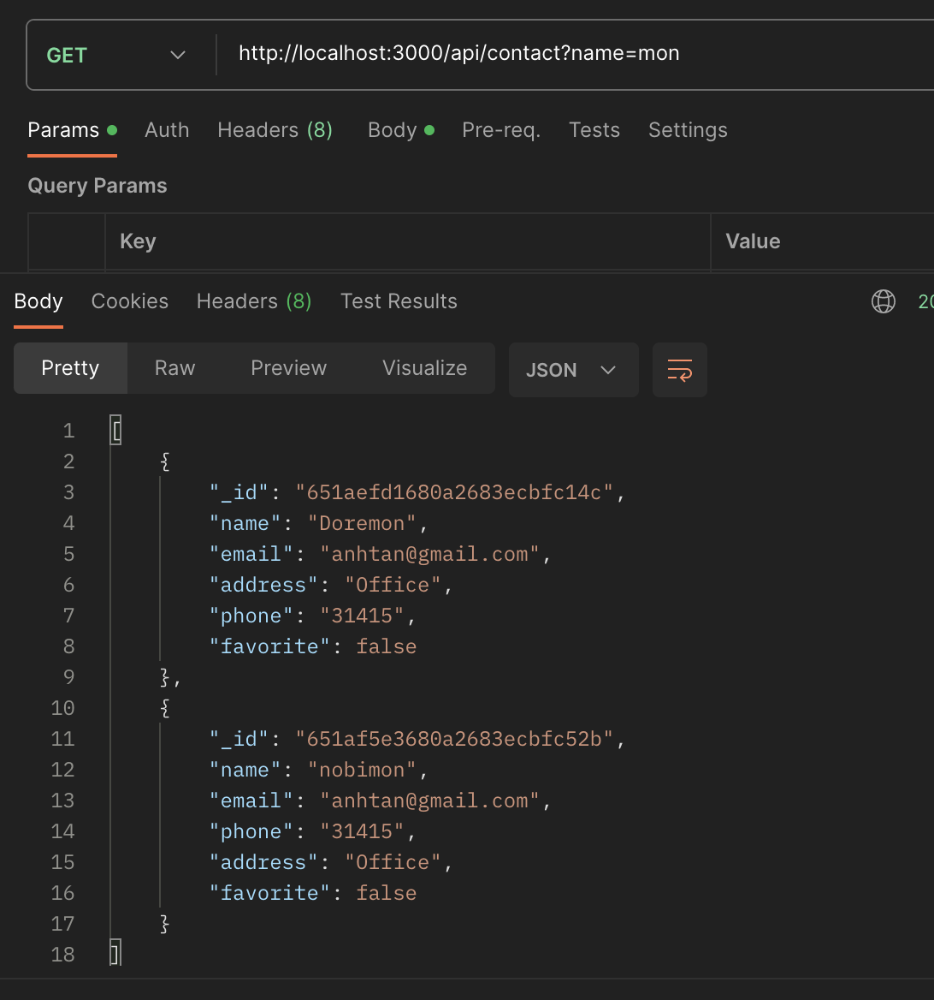 GET http://localhost:3000/api/contact?name=mon
Params Auth Headers (8) Body Pre-req. Tests Settings
Query Params
Key Value
Body Cookies Headers (8) Test Results 20
Pretty Raw Preview Visualize JSON
1 [
2 {
3 "_id": "651aefd1680a2683ecbfc14c",
4 "name": "Doremon",
5 "email": "anhtan@gmail.com",
6 "address": "Office",
7 "phone": "31415",
8 "favorite": false
9 },
10 {
11 "_id": "651af5e3680a2683ecbfc52b",
12 "name": "nobimon",
13 "email": "anhtan@gmail.com",
14 "phone": "31415",
15 "address": "Office",
16 "favorite": false
17 }
18 ]